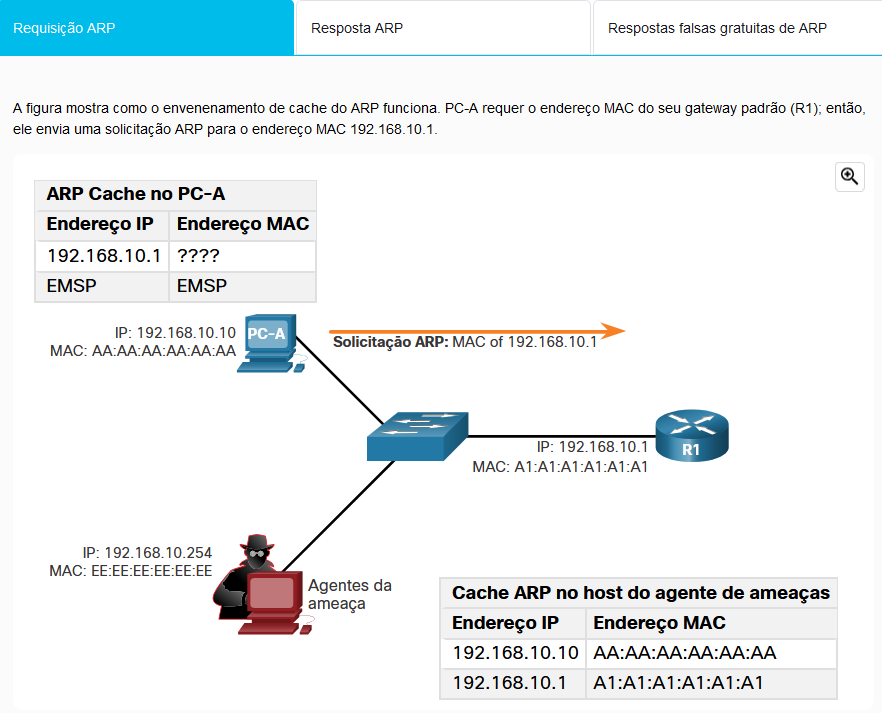 Requisição ARP
Resposta ARP
Respostas falsas gratuitas de ARP
A figura mostra como o envenenamento de cache do ARP funciona. PC-A requer o endereço MAC do seu gateway padrão (R1); então,
ele envia uma solicitação ARP para o endereço MAC 192.168.10.1.
ARP Cache no PC-A
Endereço IP Endereço MAC
192.168.10.1 ????
EMSP EMSP
IP: 192.168.10.10
MAC: AA:AA:AA:AA:AA:AA
PC-A
Solicitação ARP: MAC of 192.168.10.1
IP: 192.168.10.1
MAC: A1:A1:A1:A1:A1:A1
R1
IP: 192.168.10.254
MAC: EE:EE:EE:EE:EE:EE
Agentes da
ameaça
Cache ARP no host do agente de ameaças
Endereço IP Endereço MAC
192.168.10.10 AA:AA:AA:AA:AA:AA
192.168.10.1 A1:A1:A1:A1:A1:A1